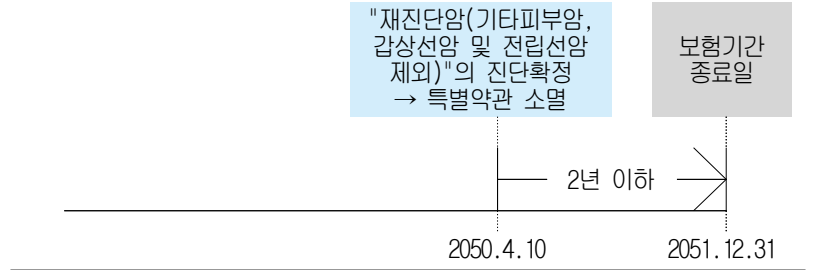 "재진단암(기타피부암,
갑상선암 및 전립선암
제외)"의 진단확정
→ 특별약관 소멸
보험기간
종료일
2년 이하
2050.4.10
2051.12.31